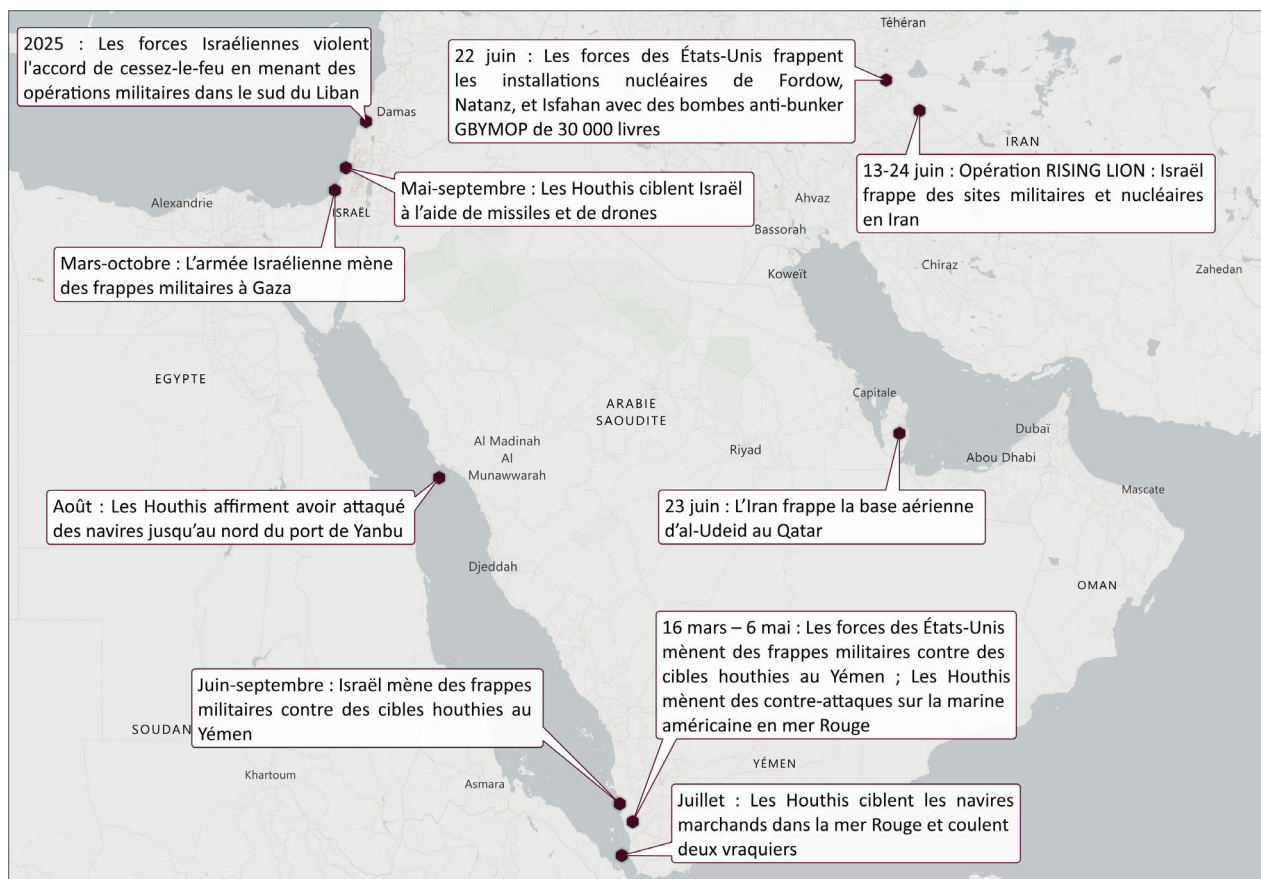 Téhéran
2025 : Les forces Israéliennes violent
l'accord de cessez-le-feu en menant des
opérations militaires dans le sud du Liban
22 juin : Les forces des États-Unis frappent
les installations nucléaires de Fordow,
Natanz, et Isfahan avec des bombes anti-bunker
GBYMOP de 30 000 livres
Damas
IRAN
13-24 juin : Opération RISING LION : Israël
frappe des sites militaires et nucléaires
en Iran
Mai-septembre : Les Houthis ciblent Israël
à l’aide de missiles et de drones
Alexandrie
ISRAËL
Ahvaz
Bassorah
Koweït
Chiraz
Zahedan
Mars-octobre : L’armée Israélienne mène
des frappes militaires à Gaza
EGYPTE
ARABIE
SAOUDITE
Capitale
Dubaï
Abou Dhabi
Riyad
Al Madinah
Al
Munawwarah
Mascate
Août : Les Houthis affirment avoir attaqué
des navires jusqu’au nord du port de Yanbu
23 juin : L’Iran frappe la base aérienne
d’al-Udeid au Qatar
Djeddah
OMAN
16 mars – 6 mai : Les forces des États-Unis
mènent des frappes militaires contre des
cibles houthies au Yémen ; Les Houthis
mènent des contre-attaques sur la marine
américaine en mer Rouge
Juin-septembre : Israël mène des frappes
militaires contre des cibles houthies au
Yémen
SOUDAN
Khartoum
Asmara
YÉMEN
Juillet : Les Houthis ciblent les navires
marchands dans la mer Rouge et coulent
deux vraquiers